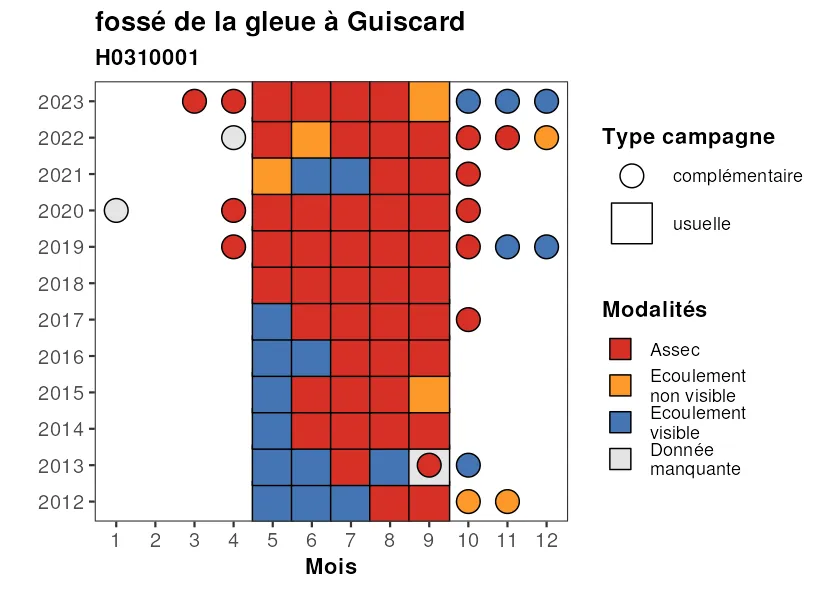 fossé de la gleue à Guiscard
H0310001
2023
2022
2021
2020
2019
2018
2017
2016
2015
2014
2013
2012
1 2 3 4 5 6 7 8 9 10 11 12
Mois
Type campagne
complémentaire
usuelle
Modalités
Assec
Ecoulement
non visible
Ecoulement
visible
Donnée
manquante